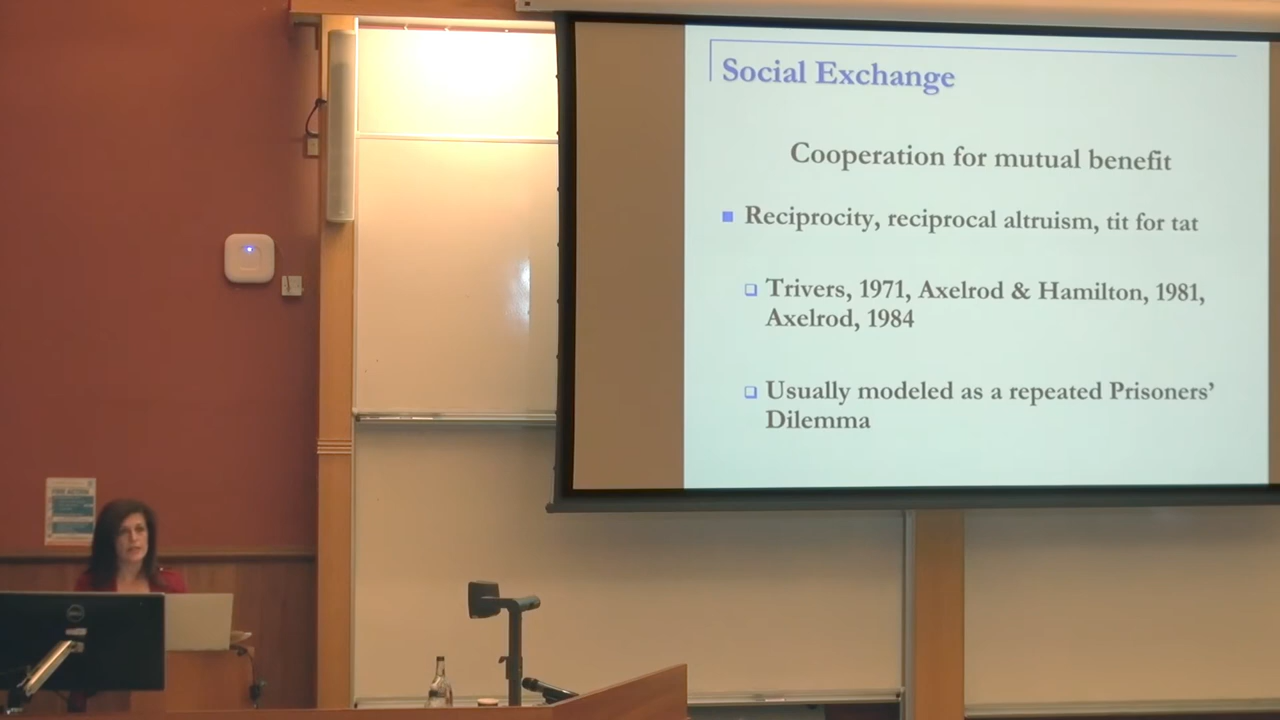 Social Exchange
Cooperation for mutual benefit
Reciprocity, reciprocal altruism, tit for tat
Trivers, 1971, Axelrod & Hamilton, 1981,
Axelrod, 1984
Usually modeled as a repeated Prisoners’
Dilemma
DELL